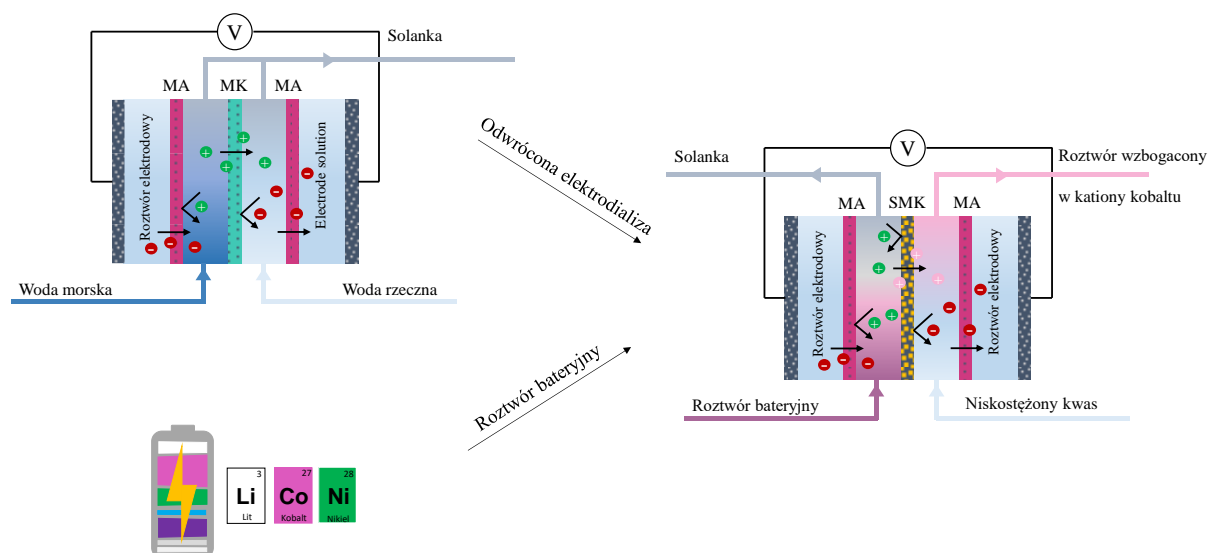 V
Solanka
MA
MK
MA
Roztwór elektrodowy
Electrode solution
Woda morska
Woda rzeczna
Odwrócona elektrodializa
Roztwór bateryjny
3
Li
Lit
27
Co
Kobalt
28
Ni
Nikiel
V
Solanka
Roztwór wzbogacony
w kationy kobaltu
MA
SMK
MA
Roztwór elektrodowy
Roztwór elektrodowy
Roztwór bateryjny
Niskostężony kwas